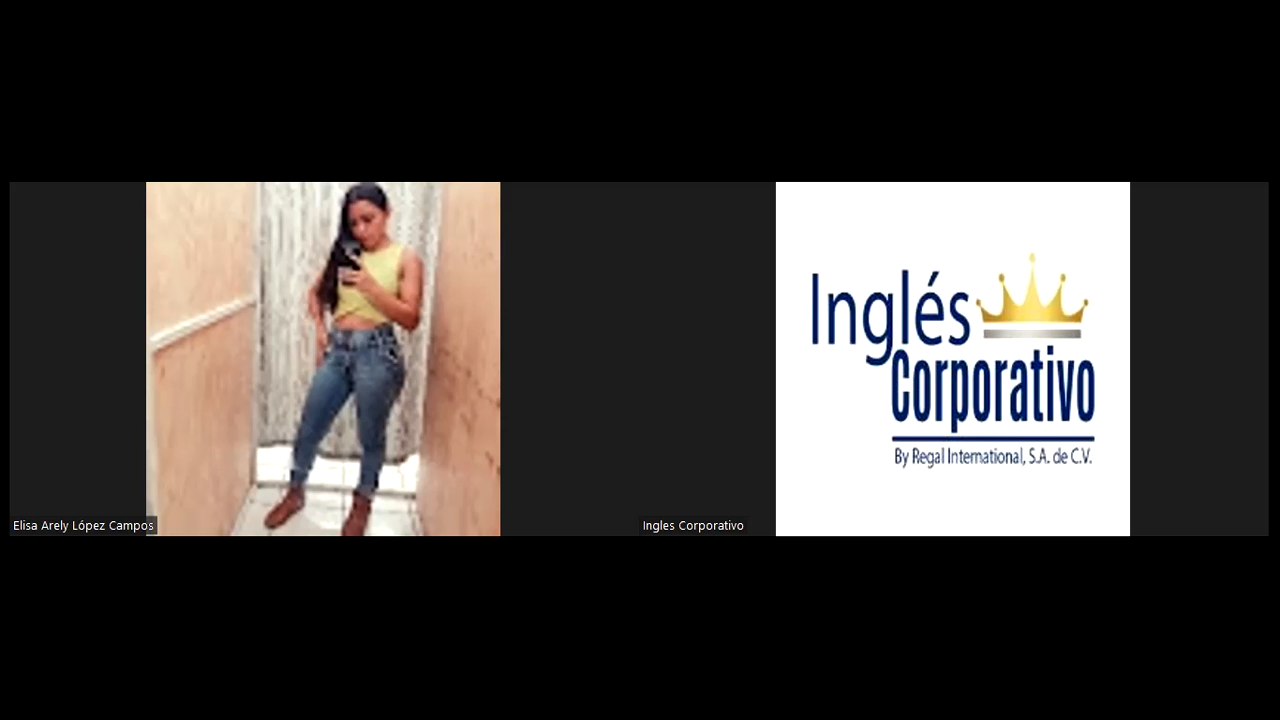 Elisa Arely López Campos
Inglés
Corporativo
By Regal International, S.A. de C.V.
Ingles Corporativo